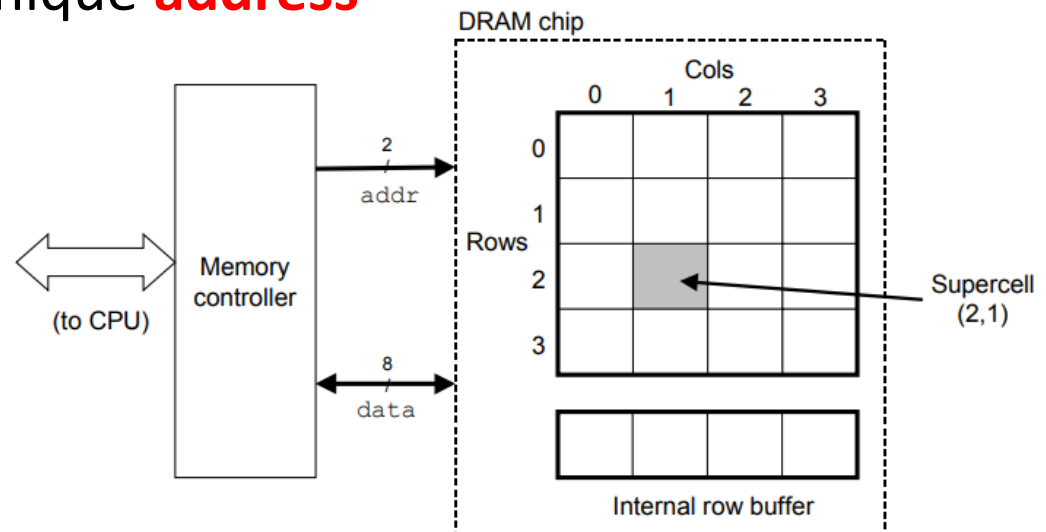 nique address
DRAM chip
Cols
0 1 2 3
0
1
2
3
Rows
2
addr
Memory
controller
(to CPU)
8
data
Supercell
(2,1)
Internal row buffer